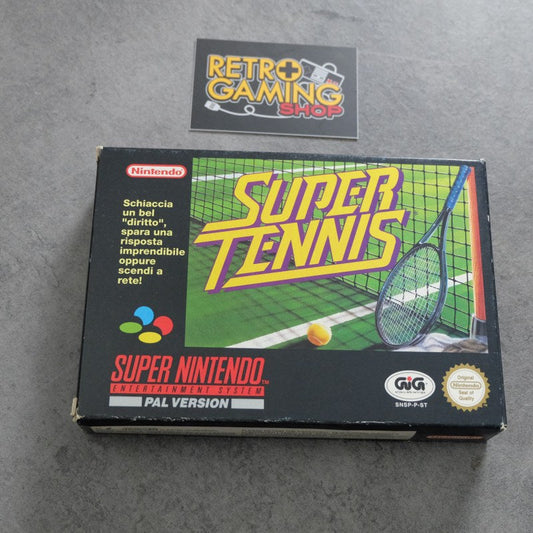 RETRO
GAMING
SHOP
Nintendo
Schiaccia
un bel
"diritto",
spara una
risposta
imprendibile
oppure
scendi a
rete!
SUPER
TENNIS
SUPER NINTENDO™
ENTERTAINMENT SYSTEM
PAL VERSION
GIG
SNSP-P-ST
Original
Nintendo
Seal of
Quality